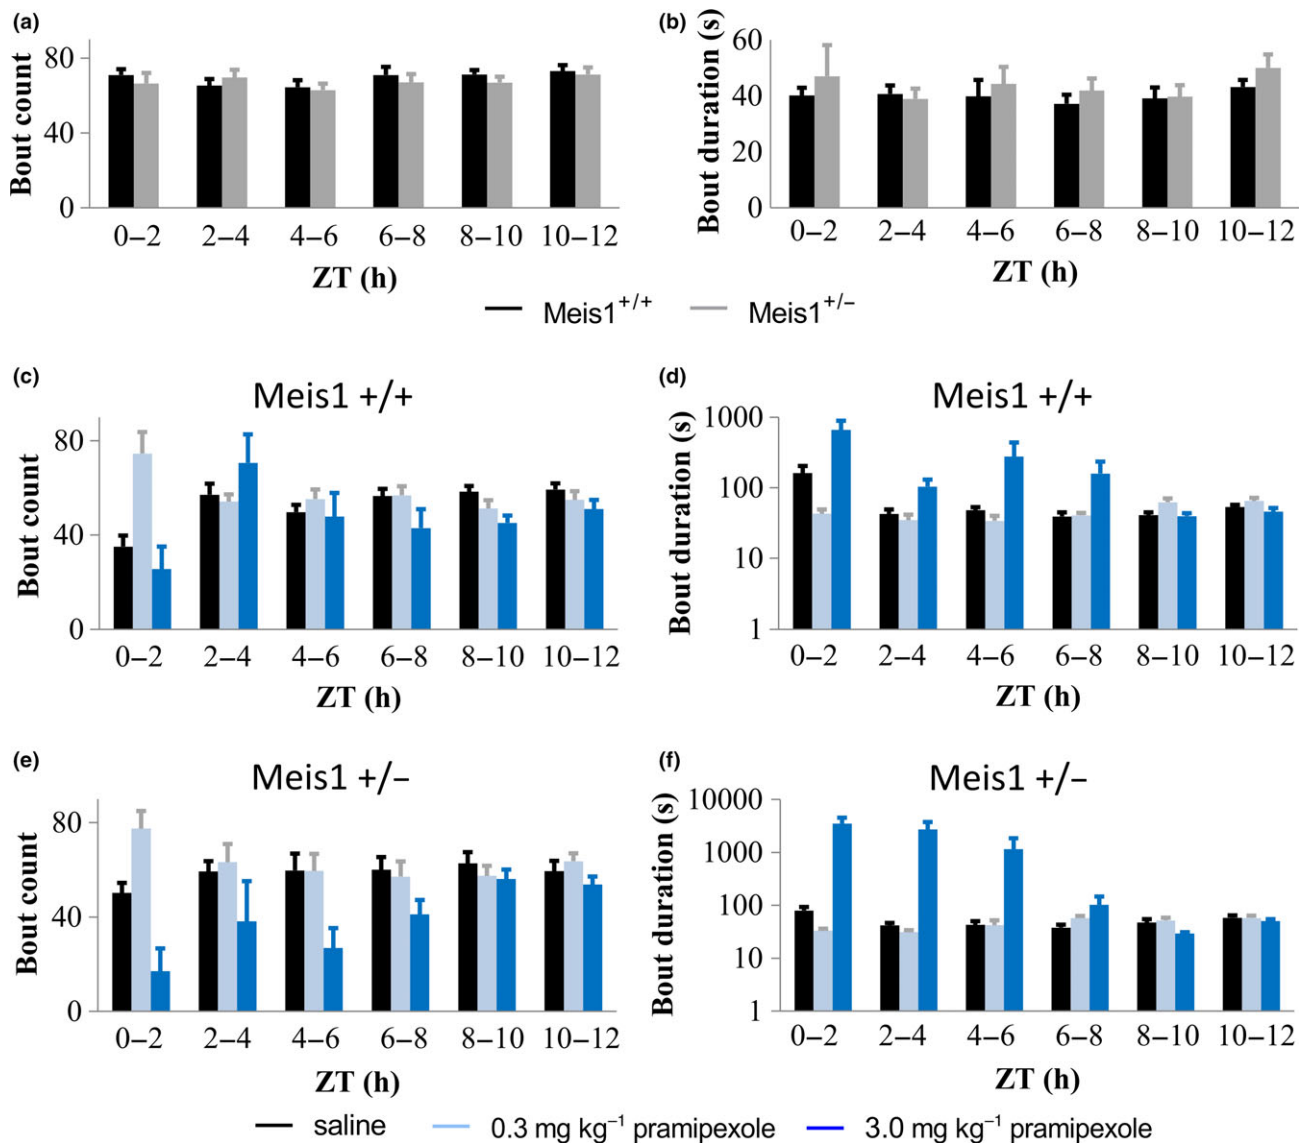 (a)
Bout count
80
40
0
0–2 2–4 4–6 6–8 8–10 10–12
ZT (h)
(b)
Bout duration (s)
60
40
20
0
0–2 2–4 4–6 6–8 8–10 10–12
ZT (h)
Meis1+/+ Meis1+/–
(c)
Meis1 +/+
Bout count
80
40
0
0–2 2–4 4–6 6–8 8–10 10–12
ZT (h)
(d)
Meis1 +/+
Bout duration (s)
1000
100
10
1
0–2 2–4 4–6 6–8 8–10 10–12
ZT (h)
(e)
Meis1 +/–
Bout count
80
40
0
0–2 2–4 4–6 6–8 8–10 10–12
ZT (h)
(f)
Meis1 +/–
Bout duration (s)
10000
1000
100
10
1
0–2 2–4 4–6 6–8 8–10 10–12
ZT (h)
saline 0.3 mg kg⁻¹ pramipexole 3.0 mg kg⁻¹ pramipexole